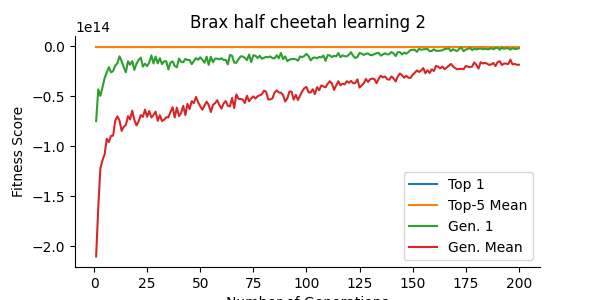 Brax half cheetah learning 2
1e14
0.0
−0.5
−1.0
−1.5
−2.0
Fitness Score
Top 1
Top-5 Mean
Gen. 1
Gen. Mean
0 25 50 75 100 125 150 175 200
Number of Generations